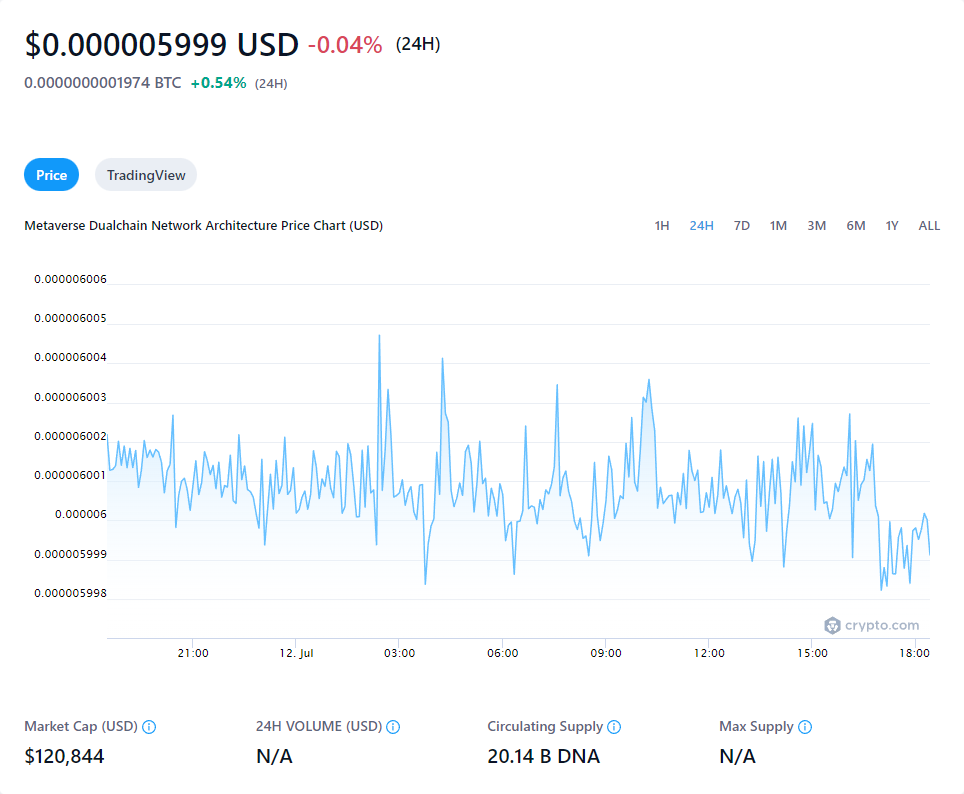 $0.000005999 USD -0.04% (24H)
0.0000000001974 BTC +0.54% (24H)
Price TradingView
Metaverse Dualchain Network Architecture Price Chart (USD) 1H 24H 7D 1M 3M 6M 1Y ALL
0.000006006
0.000006005
0.000006004
0.000006003
0.000006002
0.000006001
0.000006
0.000005999
0.000005998
crypto.com
21:00 12. Jul 03:00 06:00 09:00 12:00 15:00 18:00
Market Cap (USD) 24H VOLUME (USD) Circulating Supply Max Supply
$120,844 N/A 20.14 B DNA N/A